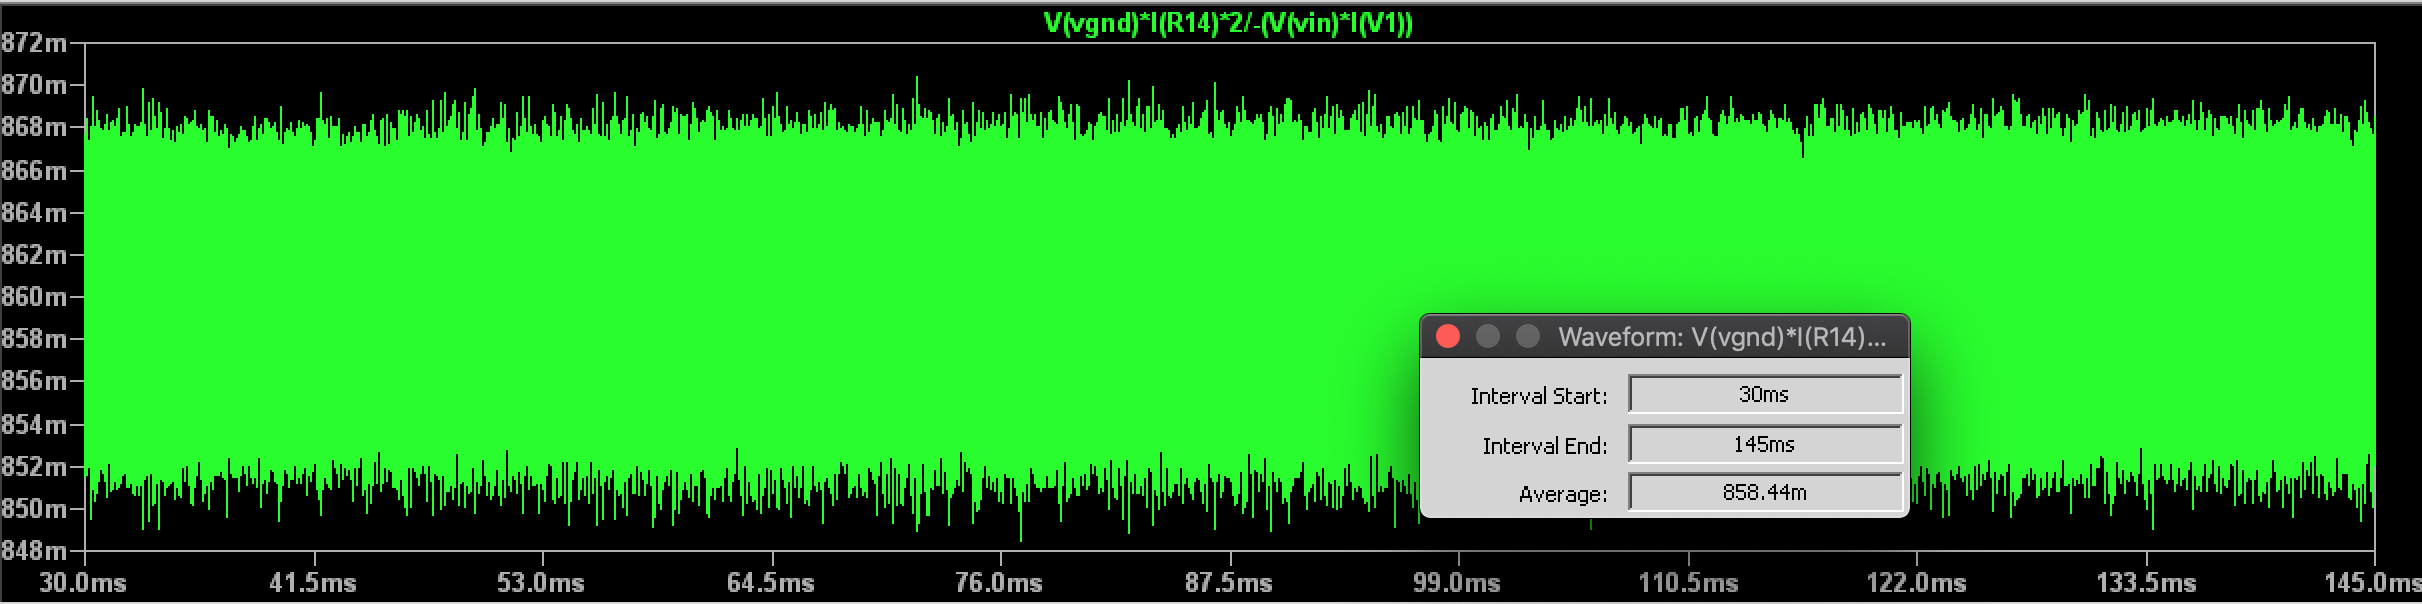 V(vgnd)*I(R14)*2/-(V(vin)*I(V1))
872m
870m
868m
866m
864m
862m
860m
858m
856m
854m
852m
850m
848m
Waveform: V(vgnd)*I(R14)...
Interval Start: 30ms
Interval End: 145ms
Average: 858.44m
30.0ms 41.5ms 53.0ms 64.5ms 76.0ms 87.5ms 99.0ms 110.5ms 122.0ms 133.5ms 145.0ms